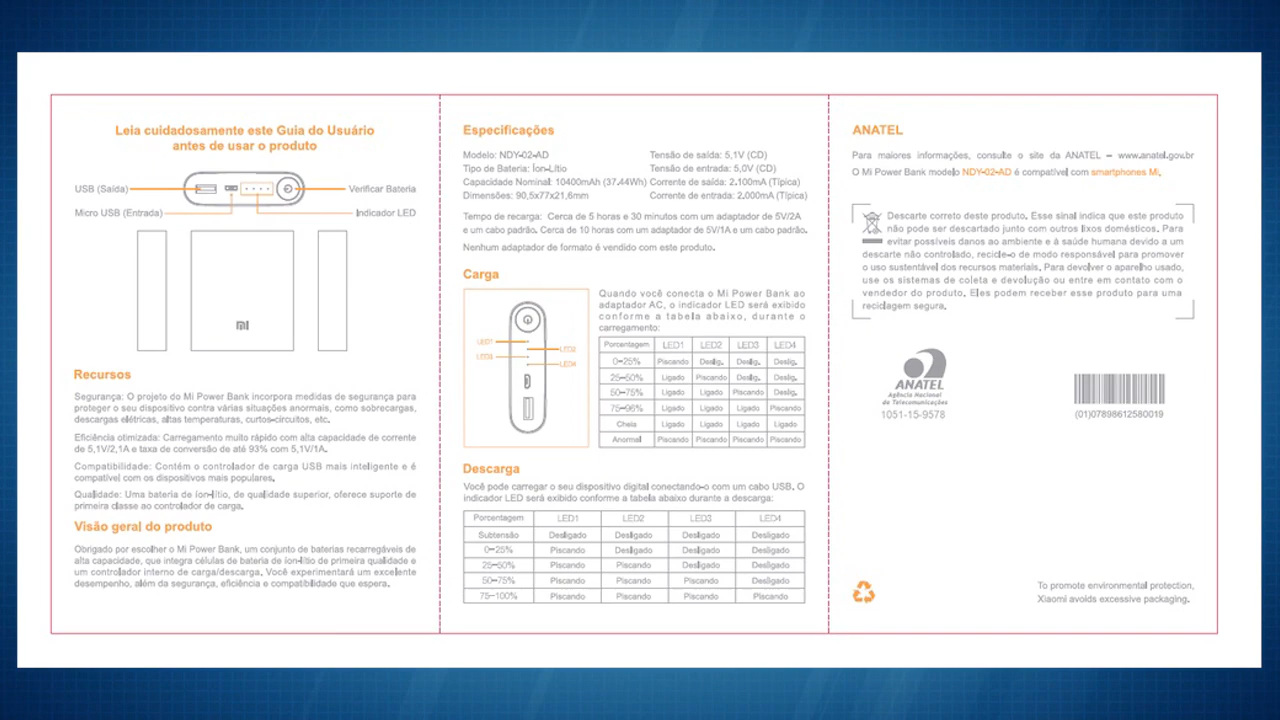 Leia cuidadosamente este Guia do Usuário
antes de usar o produto
USB (Saída)
Verificar Bateria
Micro USB (Entrada)
Indicador LED
mi
Recursos
Segurança: O projeto do Mi Power Bank incorpora medidas de segurança para
proteger o seu dispositivo contra várias situações anormais, como sobrecargas,
descargas elétricas, altas temperaturas, curtos-circuitos, etc.
Eficiência otimizada: Carregamento muito rápido com alta capacidade de corrente
de 5,1V/2,1A e taxa de conversão de até 93% com 5,1V/1A.
Compatibilidade: Contém o controlador de carga USB mais inteligente e é
compatível com os dispositivos mais populares.
Qualidade: Uma bateria de íon-lítio, de qualidade superior, oferece suporte de
primeira classe ao controlador de carga.
Visão geral do produto
Obrigado por escolher o Mi Power Bank, um conjunto de baterias recarregáveis de
alta capacidade, que integra células de bateria de íon-lítio de primeira qualidade e
um controlador interno de carga/descarga. Você experimentará um excelente
desempenho, além da segurança, eficiência e compatibilidade que espera.
Especificações
Modelo: NDY-02-AD
Tensão de saída: 5,1V (CD)
Tipo de Bateria: Íon-Lítio
Tensão de entrada: 5,0V (CD)
Capacidade Nominal: 10400mAh (37.44Wh)
Corrente de saída: 2.100mA (Típica)
Dimensões: 90,5x77x21,6mm
Corrente de entrada: 2.000mA (Típica)
Tempo de recarga: Cerca de 5 horas e 30 minutos com um adaptador de 5V/2A
e um cabo padrão. Cerca de 10 horas com um adaptador de 5V/1A e um cabo padrão.
Nenhum adaptador de formato é vendido com este produto.
Carga
LED1
LED2
LED3
LED4
Quando você conecta o Mi Power Bank ao
adaptador AC, o indicador LED será exibido
conforme a tabela abaixo, durante o
carregamento:
Porcentagem LED1 LED2 LED3 LED4
0-25% Piscando Deslig. Deslig. Deslig.
25-50% Ligado Piscando Deslig. Deslig.
50-75% Ligado Ligado Piscando Deslig.
75-96% Ligado Ligado Ligado Piscando
Cheia Ligado Ligado Ligado Ligado
Anormal Piscando Piscando Piscando Piscando
Descarga
Você pode carregar o seu dispositivo digital conectando-o com um cabo USB. O
indicador LED será exibido conforme a tabela abaixo durante a descarga:
Porcentagem LED1 LED2 LED3 LED4
Subtensão Desligado Desligado Desligado Desligado
0-25% Piscando Desligado Desligado Desligado
25-50% Piscando Piscando Desligado Desligado
50-75% Piscando Piscando Piscando Desligado
75-100% Piscando Piscando Piscando Piscando
ANATEL
Para maiores informações, consulte o site da ANATEL - www.anatel.gov.br
O Mi Power Bank modelo NDY-02-AD é compatível com smartphones Mi.
Descarte correto deste produto. Esse sinal indica que este produto
não pode ser descartado junto com outros lixos domésticos. Para
evitar possíveis danos ao ambiente e à saúde humana devido a um
descarte não controlado, recicle-o de modo responsável para promover
o uso sustentável dos recursos materiais. Para devolver o aparelho usado,
use os sistemas de coleta e devolução ou entre em contato com o
vendedor do produto. Eles podem receber esse produto para uma
reciclagem segura.
ANATEL
Agência Nacional
de Telecomunicações
1051-15-9578
(01)07898612580019
To promote environmental protection,
Xiaomi avoids excessive packaging.